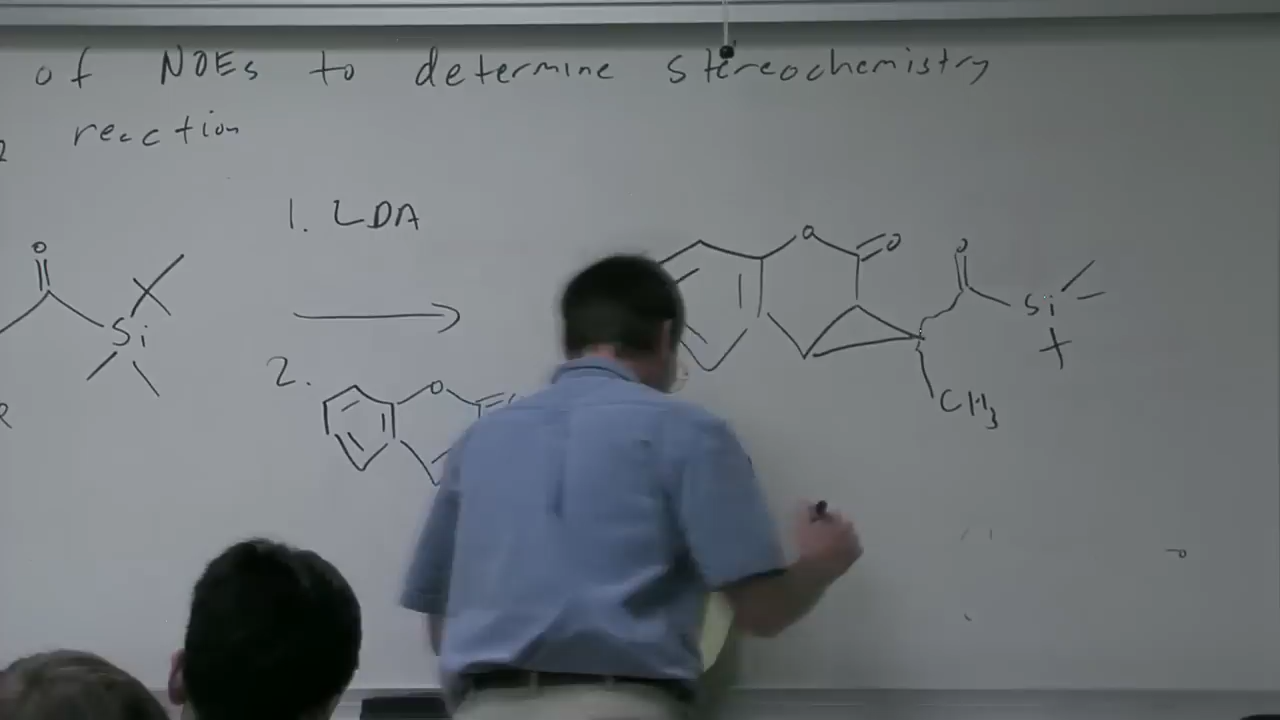 of NOEs to determine stereochemistry
reaction
1. LDA
O
O
O
O
Si
Si
2.
O
CH3